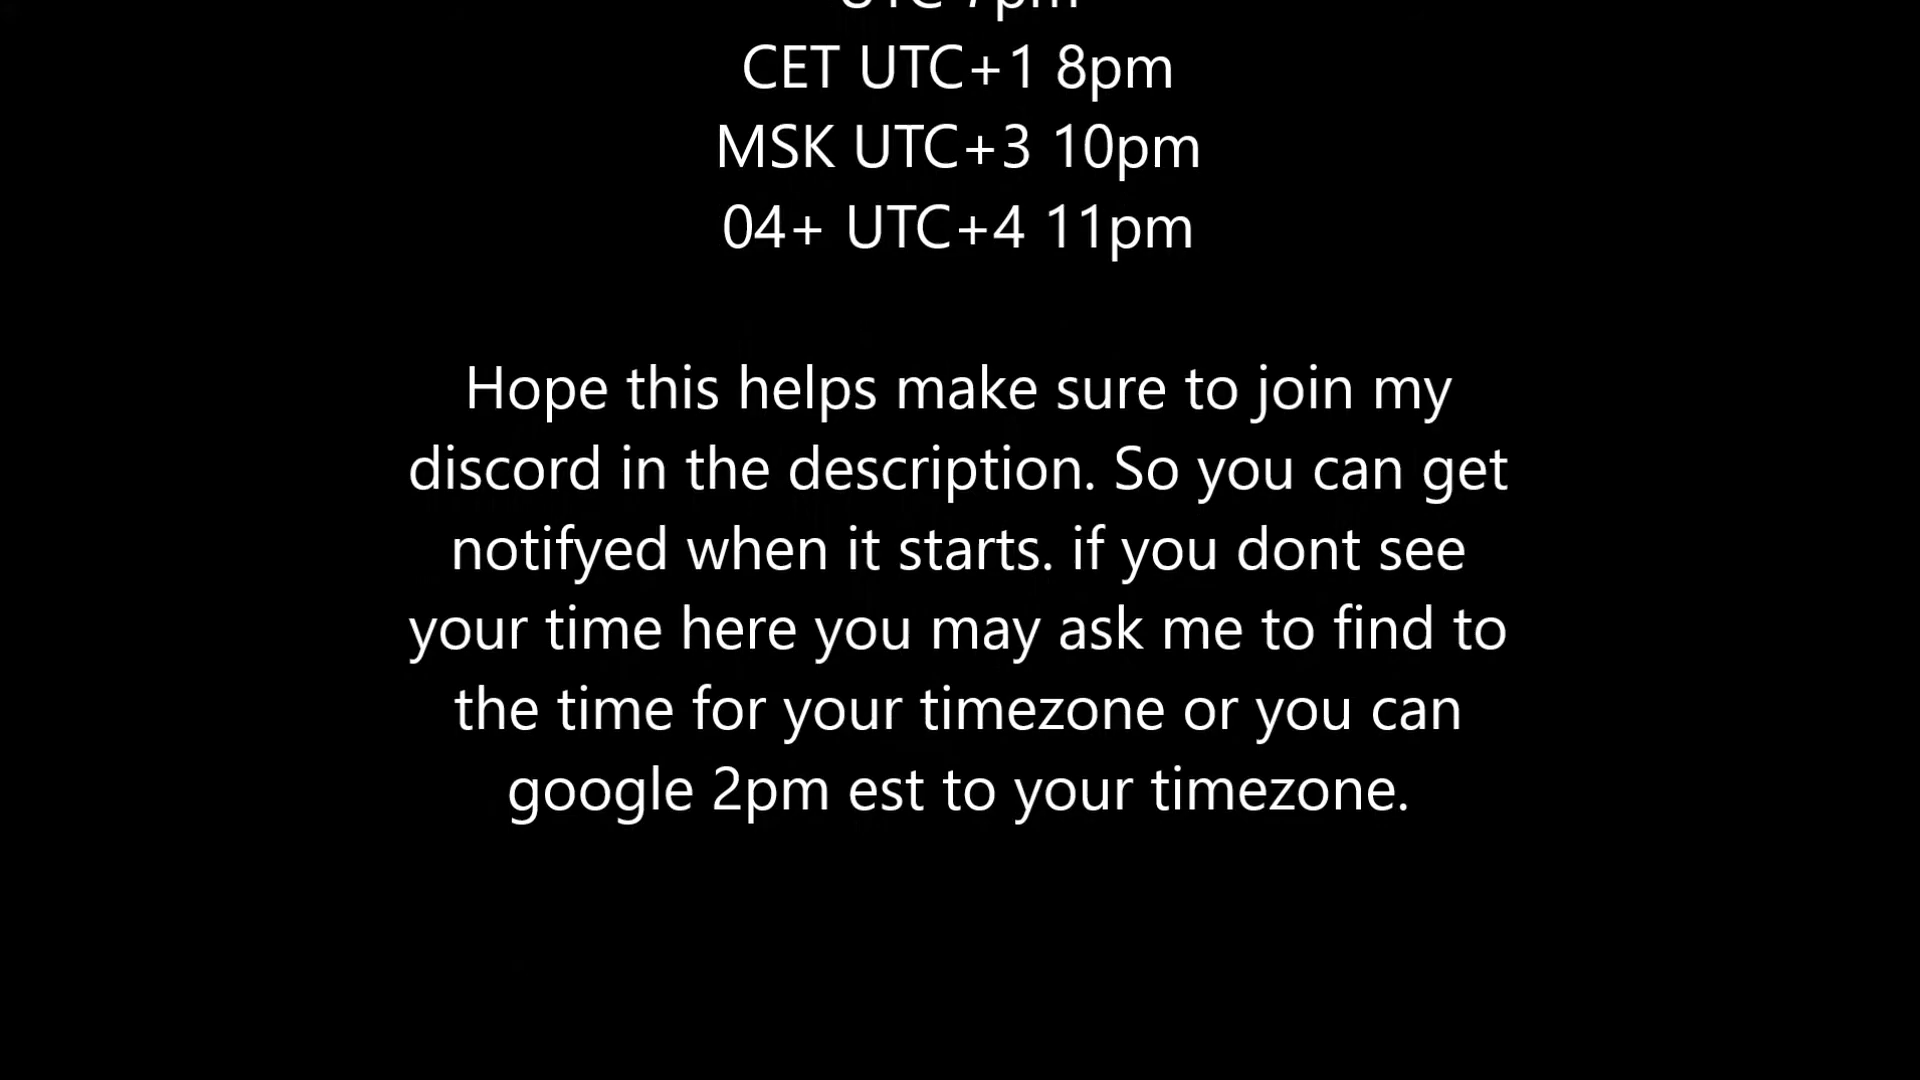 UTC 7pm
CET UTC+1 8pm
MSK UTC+3 10pm
04+ UTC+4 11pm
Hope this helps make sure to join my
discord in the description. So you can get
notifyed when it starts. if you dont see
your time here you may ask me to find to
the time for your timezone or you can
google 2pm est to your timezone.